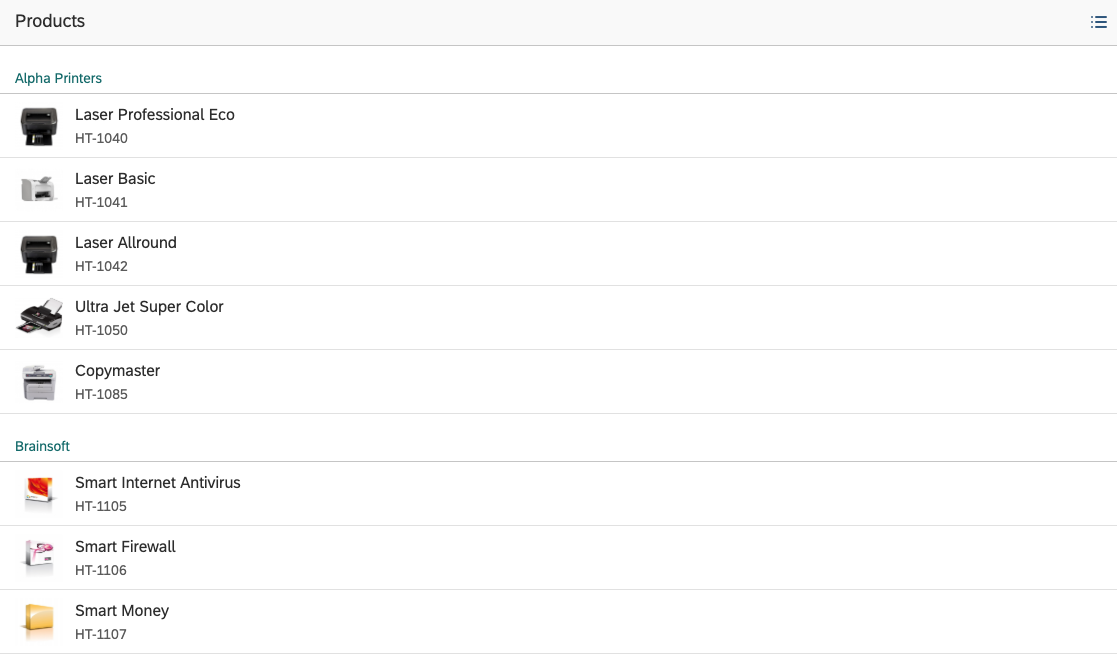 Products
Alpha Printers
Laser Professional Eco
HT-1040
Laser Basic
HT-1041
Laser Allround
HT-1042
Ultra Jet Super Color
HT-1050
Copymaster
HT-1085
Brainsoft
Smart Internet Antivirus
HT-1105
Smart Firewall
HT-1106
Smart Money
HT-1107